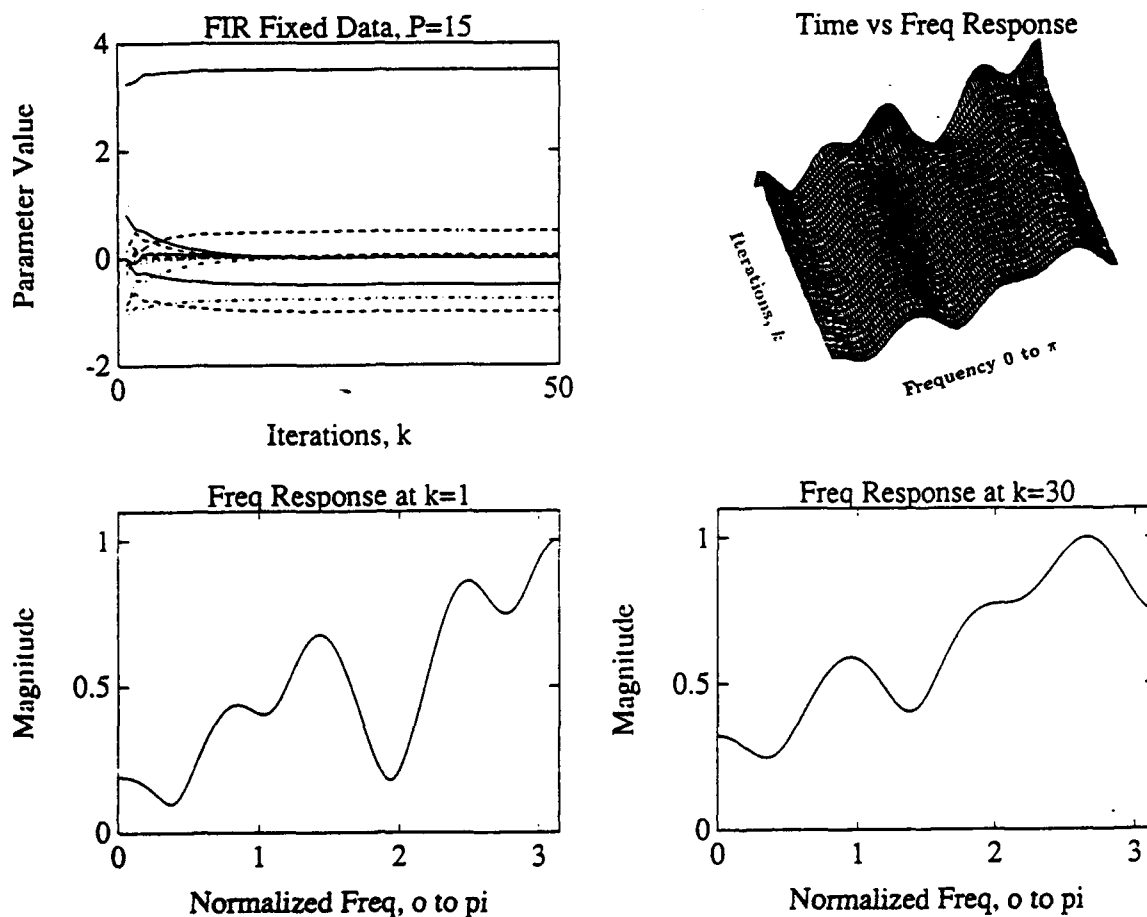 FIR Fixed Data, P=15
4
2
0
-2
Parameter Value
0
50
Iterations, k
Time vs Freq Response
Iterations, k
Frequency 0 to π
Freq Response at k=1
1
0.5
0
Magnitude
0
1
2
3
Normalized Freq, o to pi
Freq Response at k=30
1
0.5
0
Magnitude
0
1
2
3
Normalized Freq, o to pi